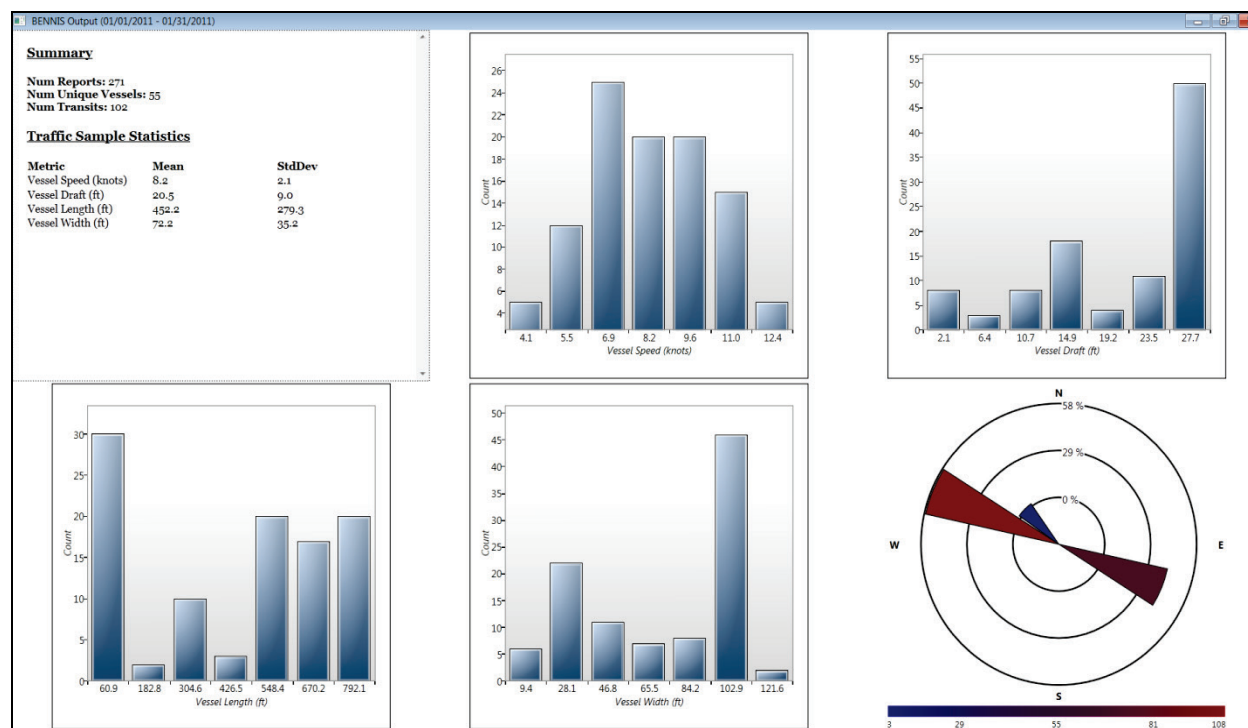 BENNIS Output (01/01/2011 - 01/31/2011)
Summary
Num Reports: 271
Num Unique Vessels: 55
Num Transits: 102
Traffic Sample Statistics
Metric Mean StdDev
Vessel Speed (knots) 8.2 2.1
Vessel Draft (ft) 20.5 9.0
Vessel Length (ft) 452.2 279.3
Vessel Width (ft) 72.2 35.2
26
24
22
20
18
16
14
12
10
8
6
4
Count
4.1 5.5 6.9 8.2 9.6 11.0 12.4
Vessel Speed (knots)
55
50
45
40
35
30
25
20
15
10
5
0
Count
2.1 6.4 10.7 14.9 19.2 23.5 27.7
Vessel Draft (ft)
30
25
20
15
10
5
0
Count
60.9 182.8 304.6 426.5 548.4 670.2 792.1
Vessel Length (ft)
50
45
40
35
30
25
20
15
10
5
0
Count
9.4 28.1 46.8 65.5 84.2 102.9 121.6
Vessel Width (ft)
N
58 %
29 %
0 %
W E
S
3 29 55 81 108